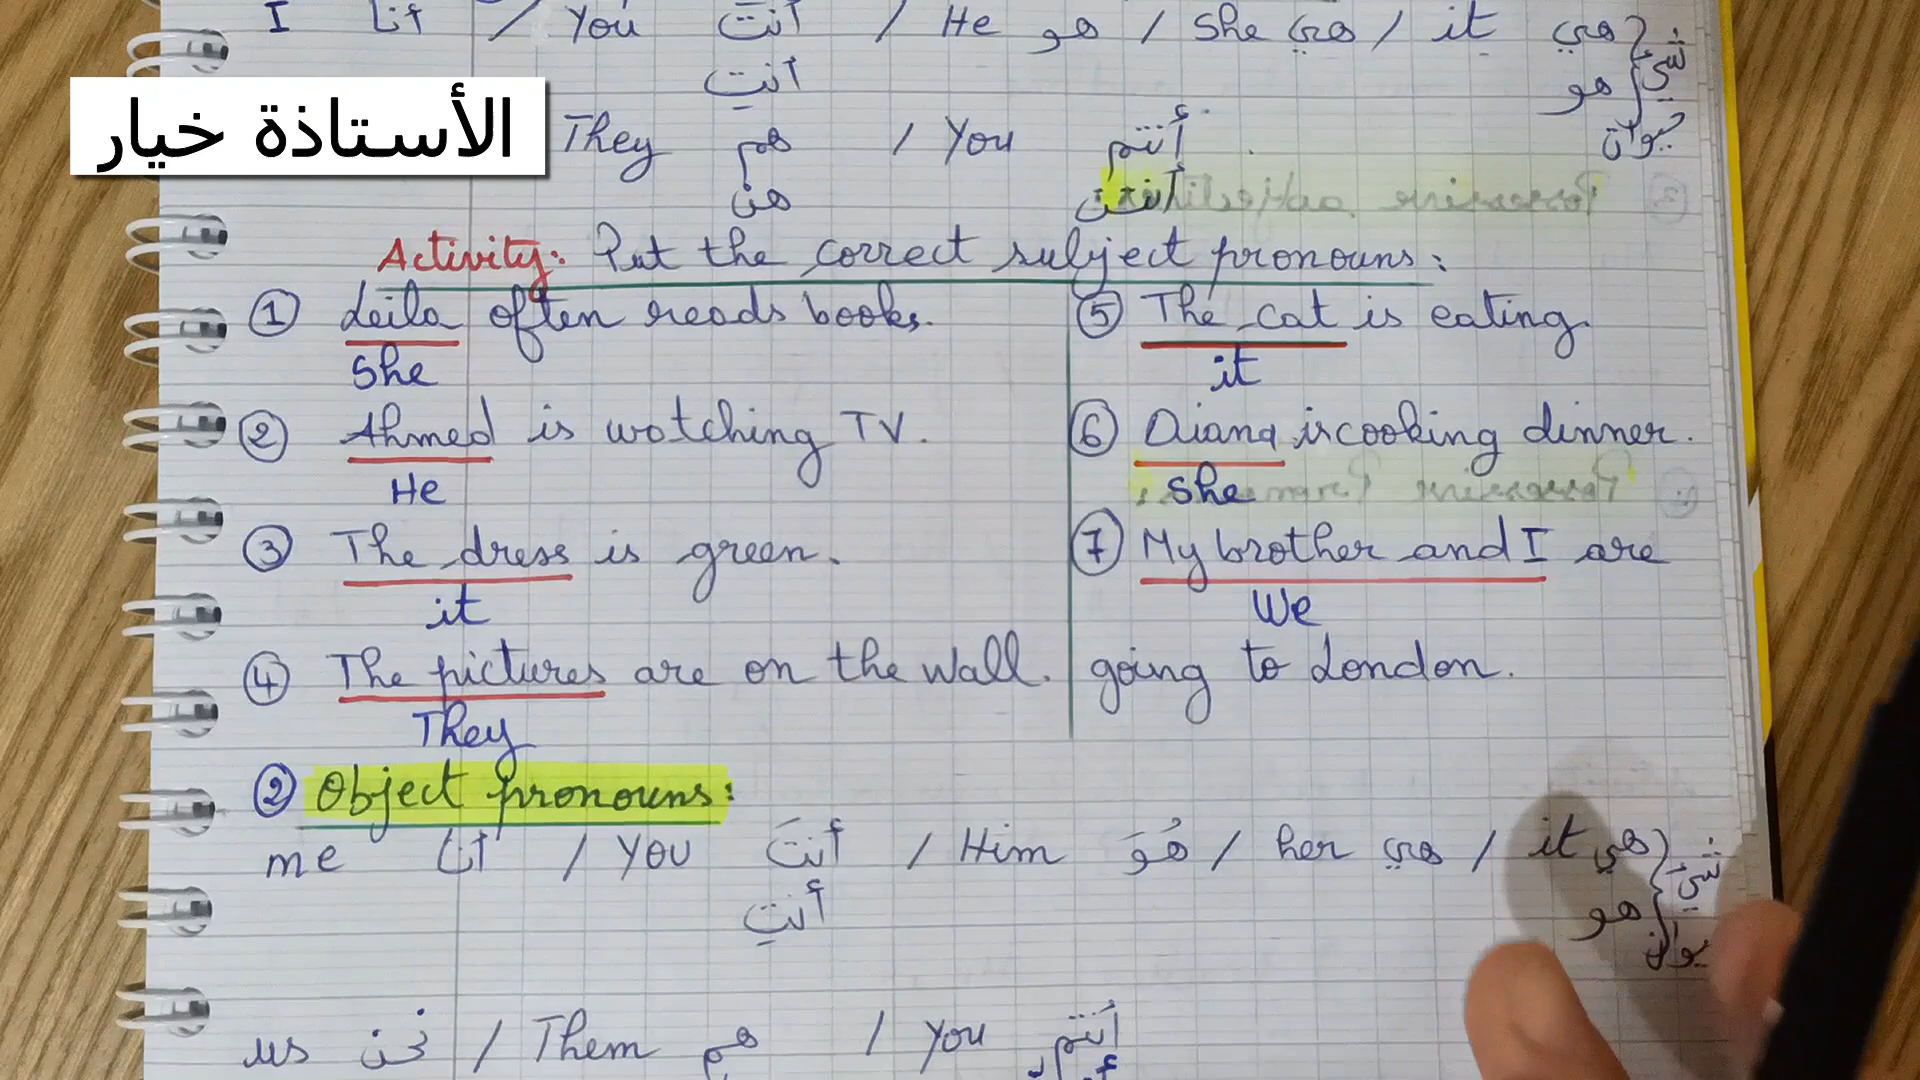 I أنا / You أنتَ / He هو / She هي / it هي شيئ
أنتِ هو
حيوان
الأستاذة خيار
They هم / You أنتم
هن أنتن
Activity: Put the correct subject pronouns:
① Leila often reads books.
She
② Ahmed is watching TV.
He
③ The dress is green.
it
④ The pictures are on the wall.
They
⑤ The cat is eating.
it
⑥ Diana is cooking dinner.
she
⑦ My brother and I are
We
going to London.
② Object pronouns:
me أنا / you أنتَ / Him هُوَ / her هي / it هي شيئ
أنتِ هو
us نحن / Them هم / you أنتم